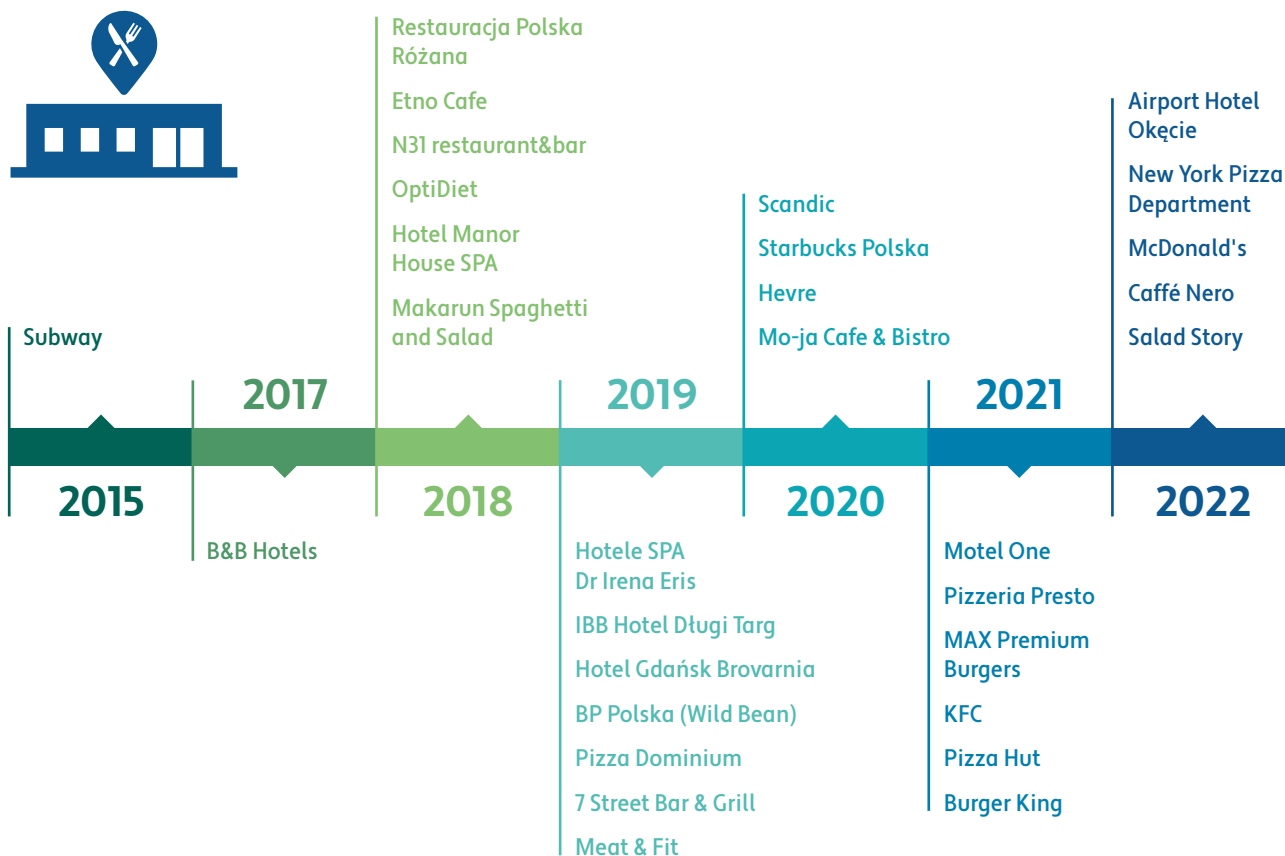 Subway
2015
2017
B&B Hotels
Restauracja Polska
Różana
Etno Cafe
N31 restaurant&bar
OptiDiet
Hotel Manor
House SPA
Makarun Spaghetti
and Salad
2018
2019
Hotele SPA
Dr Irena Eris
IBB Hotel Długi Targ
Hotel Gdańsk Brovarnia
BP Polska (Wild Bean)
Pizza Dominium
7 Street Bar & Grill
Meat & Fit
Scandic
Starbucks Polska
Hevre
Mo-ja Cafe & Bistro
2020
2021
Motel One
Pizzeria Presto
MAX Premium
Burgers
KFC
Pizza Hut
Burger King
Airport Hotel
Okęcie
New York Pizza
Department
McDonald's
Caffé Nero
Salad Story
2022